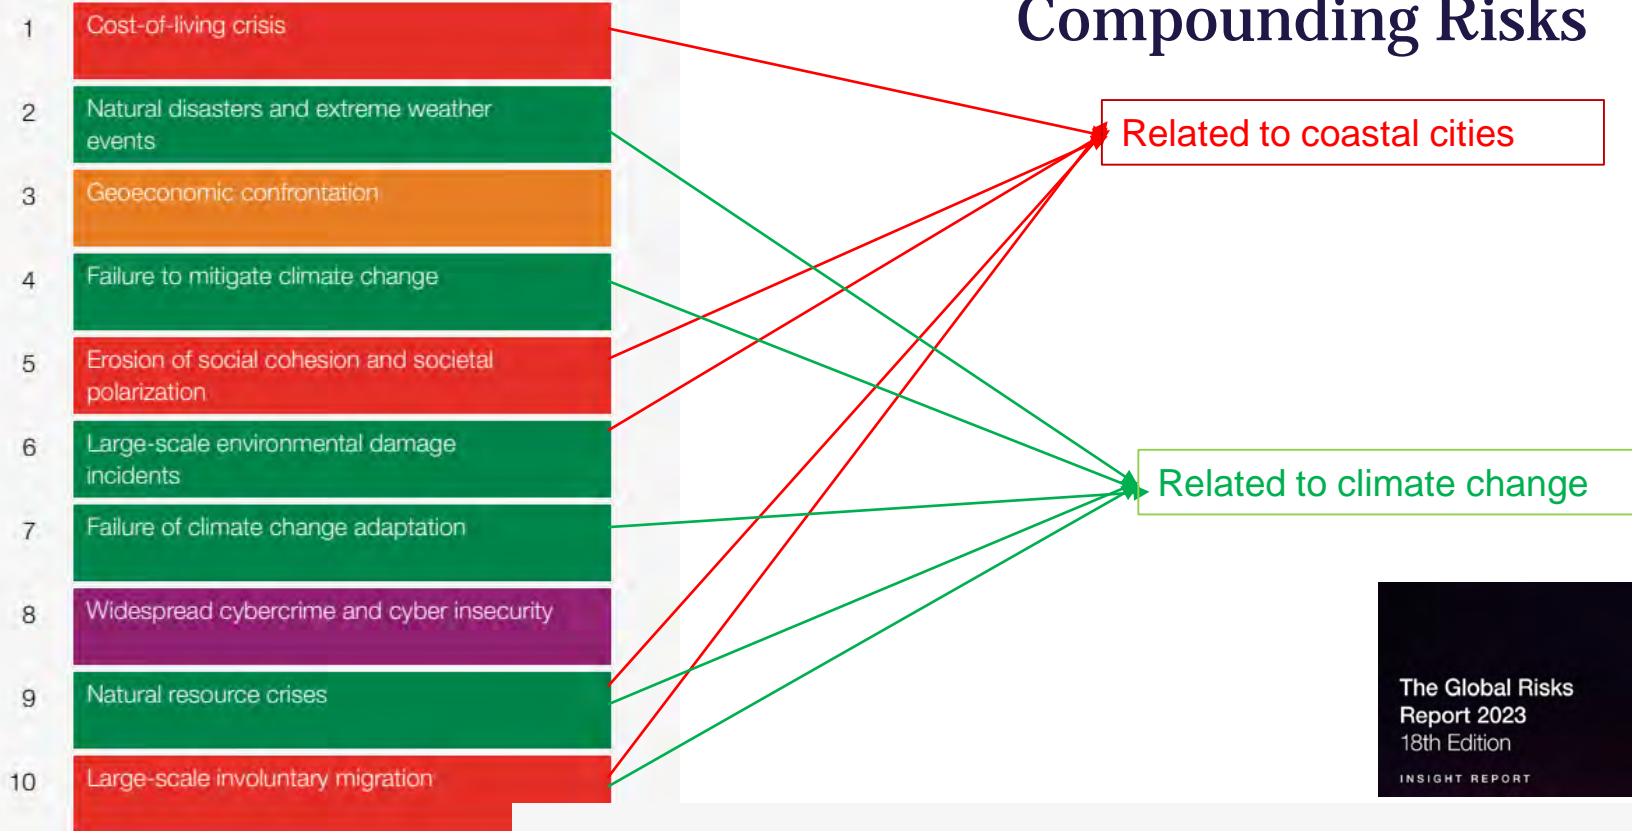 Compounding Risks
1 Cost-of-living crisis
2 Natural disasters and extreme weather
events
3 Geoeconomic confrontation
4 Failure to mitigate climate change
5 Erosion of social cohesion and societal
polarization
6 Large-scale environmental damage
incidents
7 Failure of climate change adaptation
8 Widespread cybercrime and cyber insecurity
9 Natural resource crises
10 Large-scale involuntary migration
Related to coastal cities
Related to climate change
The Global Risks
Report 2023
18th Edition
INSIGHT REPORT